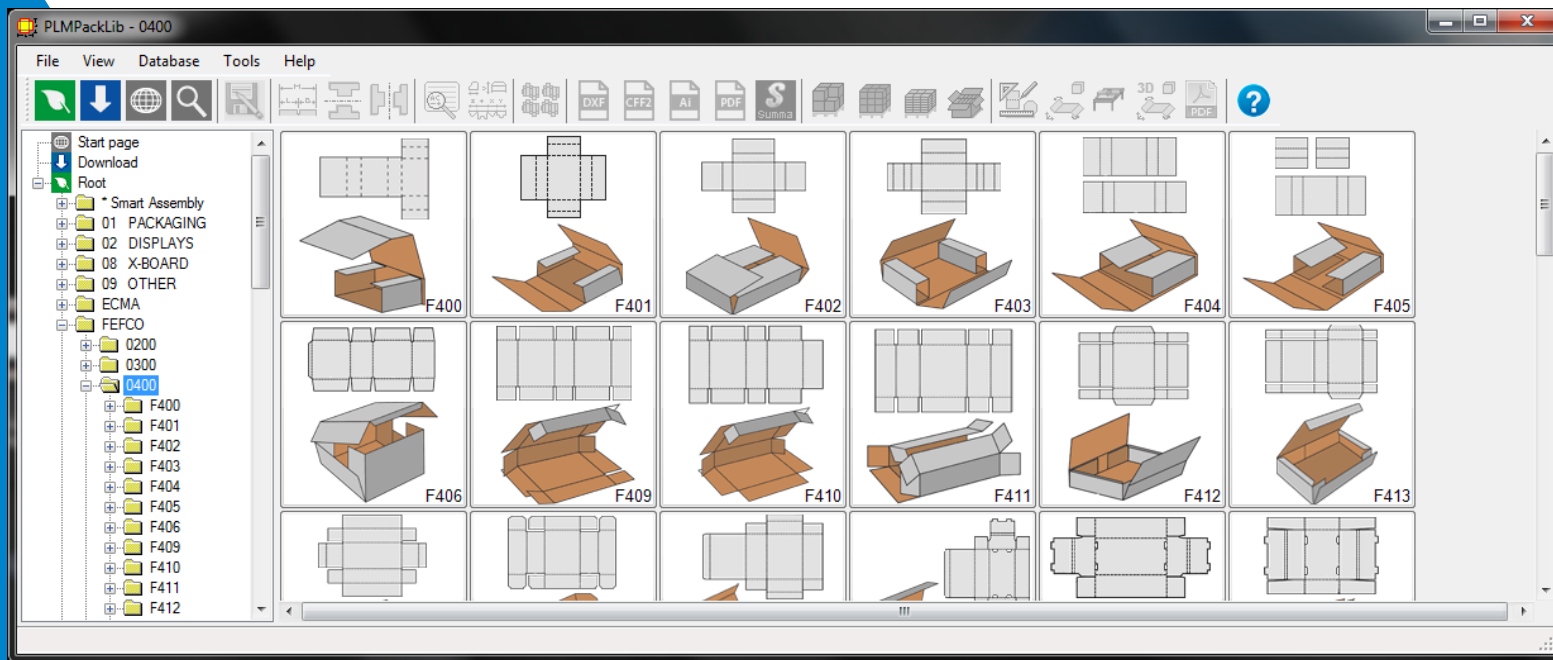 PLMPackLib - 0400
File View Database Tools Help
DXF CFF2 Ai PDF S Summa 3D PDF ?
Start page
Download
Root
* Smart Assembly
01 PACKAGING
02 DISPLAYS
08 X-BOARD
09 OTHER
ECMA
FEFCO
0200
0300
0400
F400
F401
F402
F403
F404
F405
F406
F409
F410
F411
F412
F400 F401 F402 F403 F404 F405
F406 F409 F410 F411 F412 F413